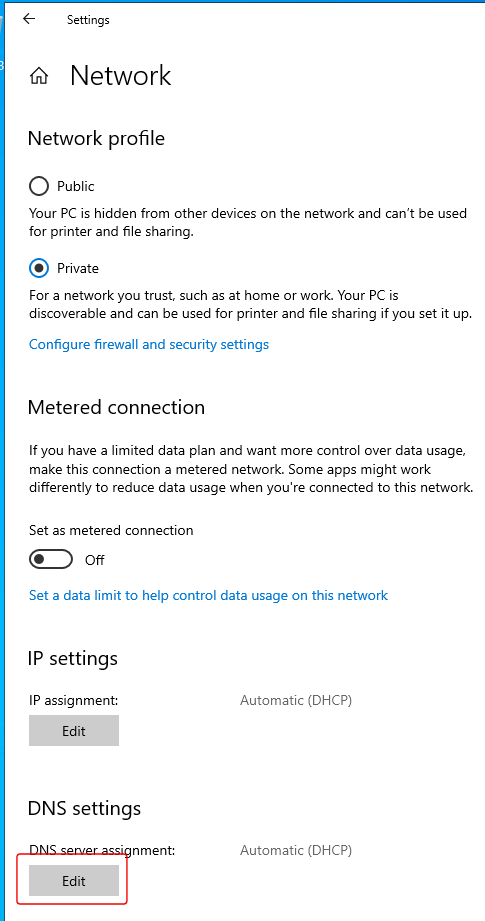 Settings
Network
Network profile
Public
Your PC is hidden from other devices on the network and can't be used
for printer and file sharing.
Private
For a network you trust, such as at home or work. Your PC is
discoverable and can be used for printer and file sharing if you set it up.
Configure firewall and security settings
Metered connection
If you have a limited data plan and want more control over data usage,
make this connection a metered network. Some apps might work
differently to reduce data usage when you're connected to this network.
Set as metered connection
Off
Set a data limit to help control data usage on this network
IP settings
IP assignment: Automatic (DHCP)
Edit
DNS settings
DNS server assignment: Automatic (DHCP)
Edit